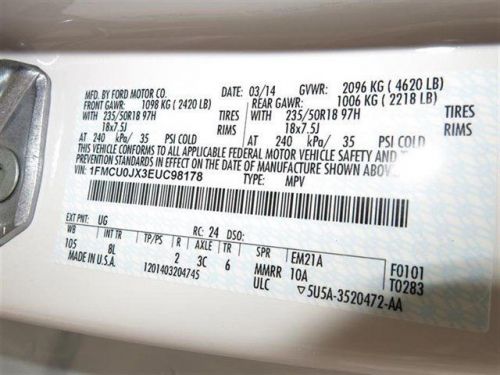 MFD. BY FORD MOTOR CO.
DATE: 03/14 GVWR: 2096 KG (4620 LB)
FRONT GAWR: 1098 KG (2420 LB) REAR GAWR: 1006 KG (2218 LB)
WITH 235/50R18 97H TIRES WITH 235/50R18 97H TIRES
18x7.5J RIMS 18x7.5J RIMS
AT 240 kPa/ 35 PSI COLD AT 240 kPa/ 35 PSI COLD
THIS VEHICLE CONFORMS TO ALL APPLICABLE FEDERAL MOTOR VEHICLE SAFETY AND
THEFT PREVENTION STANDARDS IN EFFECT ON THE DATE OF MANUFACTURE SHOWN ABOVE.
VIN: 1FMCU0JX3EUC98178 TYPE: MPV
EXT PNT: UG RC: 24 DSO: F0101
WB INT TR TP/PS R AXLE TR SPR EM21A T0283
105 8L 2 3C 6 MMRR 10A
MADE IN U.S.A. 1201403204745 ULC ▽5U5A-3520472-AA